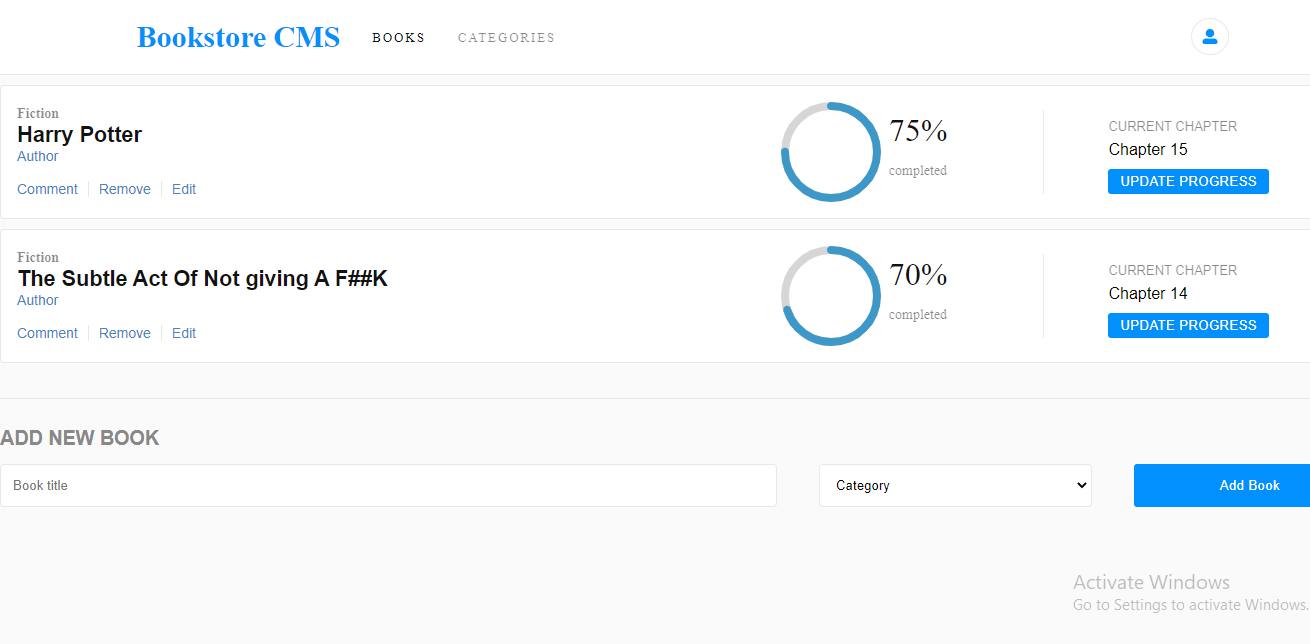 Bookstore CMS BOOKS CATEGORIES
Fiction
Harry Potter
Author
Comment Remove Edit
75%
completed
CURRENT CHAPTER
Chapter 15
UPDATE PROGRESS
Fiction
The Subtle Act Of Not giving A F##K
Author
Comment Remove Edit
70%
completed
CURRENT CHAPTER
Chapter 14
UPDATE PROGRESS
ADD NEW BOOK
Book title Category Add Book
Activate Windows
Go to Settings to activate Windows.